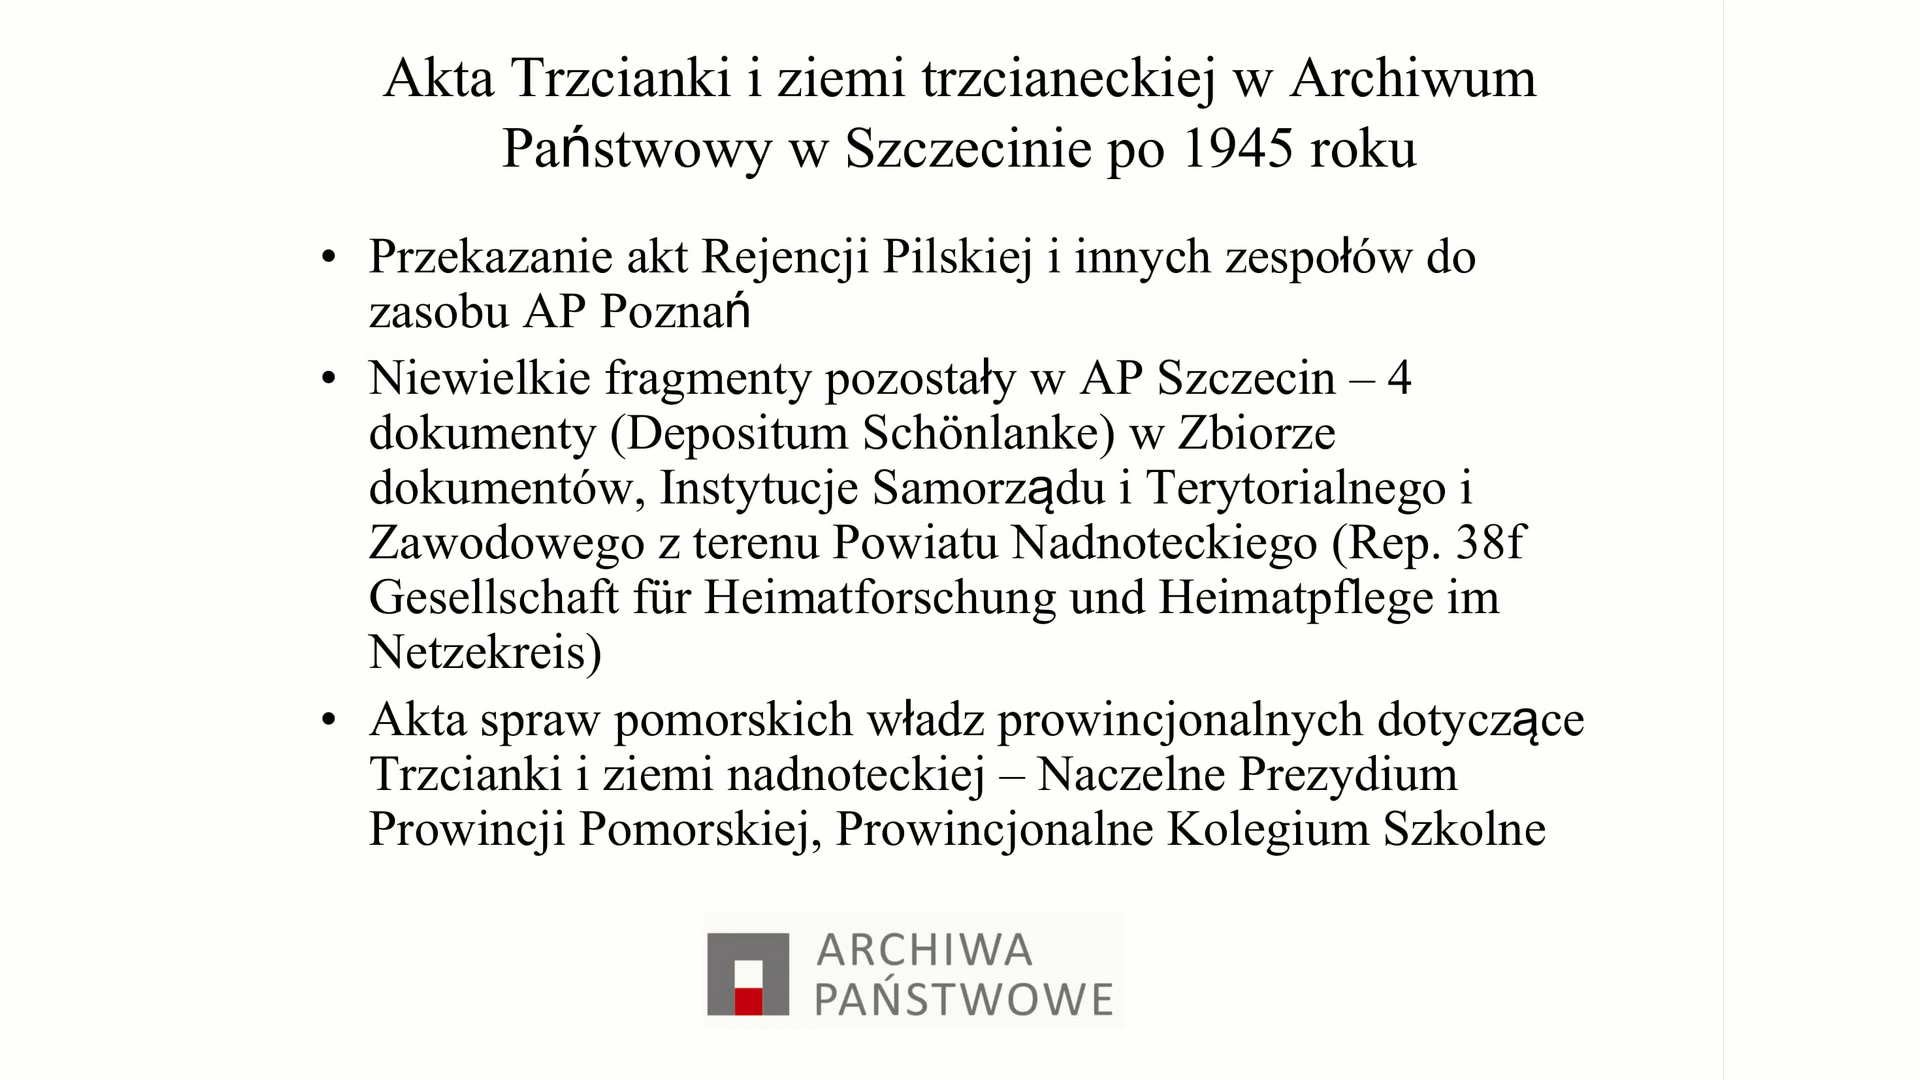 Akta Trzcianki i ziemi trzcianeckiej w Archiwum
Państwowy w Szczecinie po 1945 roku
• Przekazanie akt Rejencji Pilskiej i innych zespołów do
zasobu AP Poznań
• Niewielkie fragmenty pozostały w AP Szczecin – 4
dokumenty (Depositum Schönlanke) w Zbiorze
dokumentów, Instytucje Samorządu i Terytorialnego i
Zawodowego z terenu Powiatu Nadnoteckiego (Rep. 38f
Gesellschaft für Heimatforschung und Heimatpflege im
Netzekreis)
• Akta spraw pomorskich władz prowincjonalnych dotyczące
Trzcianki i ziemi nadnoteckiej – Naczelne Prezydium
Prowincji Pomorskiej, Prowincjonalne Kolegium Szkolne
ARCHIWA
PAŃSTWOWE